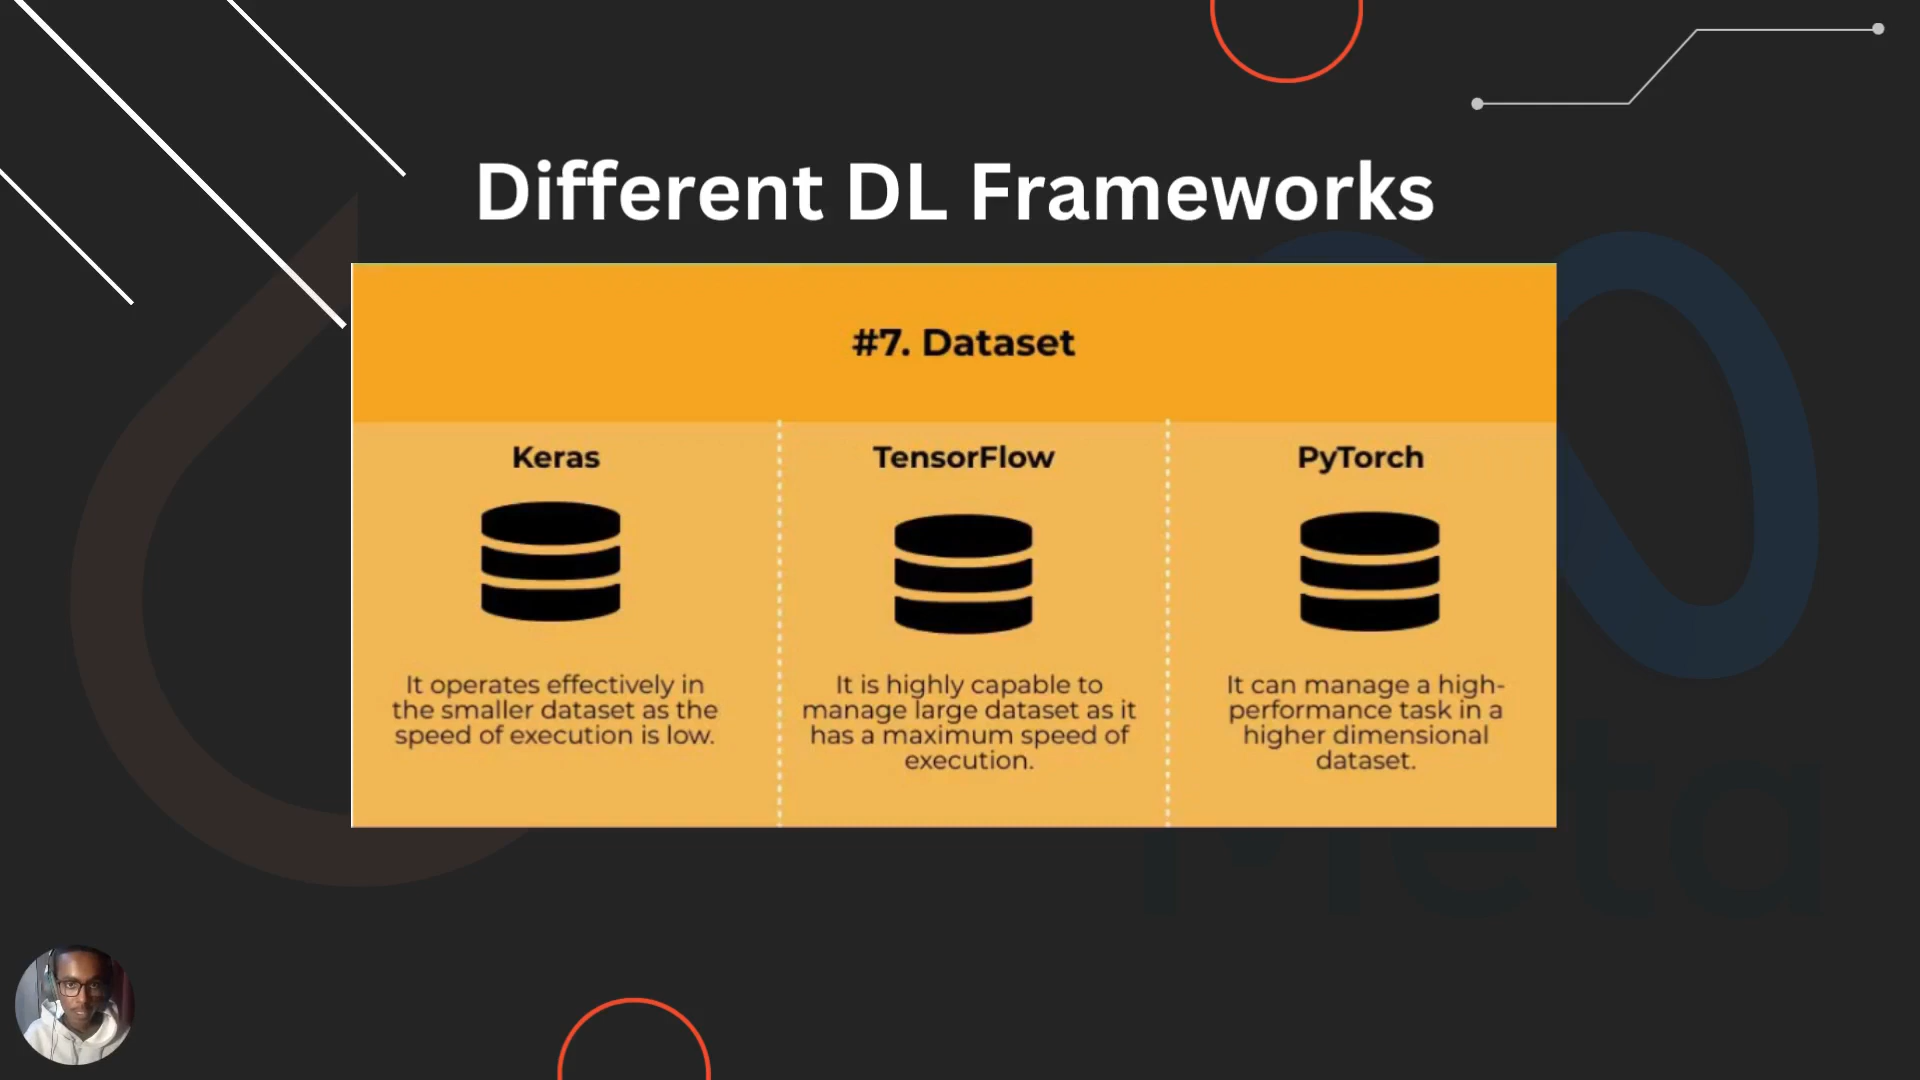 Different DL Frameworks
#7. Dataset
Keras
It operates effectively in
the smaller dataset as the
speed of execution is low.
TensorFlow
It is highly capable to
manage large dataset as it
has a maximum speed of
execution.
PyTorch
It can manage a high-
performance task in a
higher dimensional
dataset.
Meta